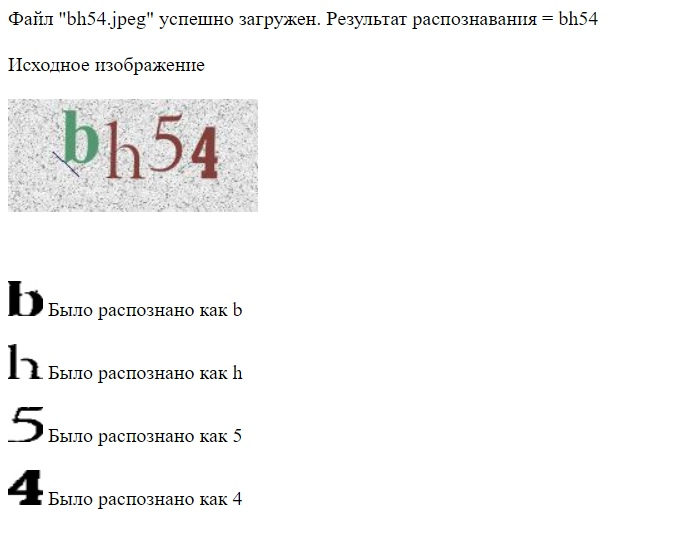 Файл "bh54.jpeg" успешно загружен. Результат распознавания = bh54
Исходное изображение
bh54
b Было распознано как b
h Было распознано как h
5 Было распознано как 5
4 Было распознано как 4